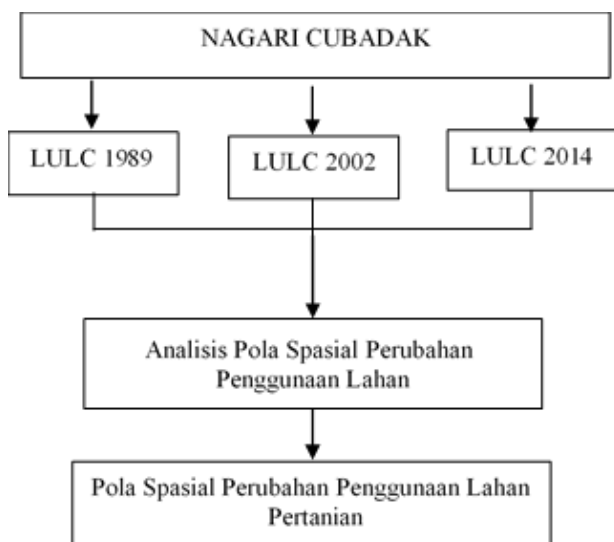 NAGARI CUBADAK
LULC 1989
LULC 2002
LULC 2014
Analisis Pola Spasial Perubahan
Penggunaan Lahan
Pola Spasial Perubahan Penggunaan Lahan
Pertanian